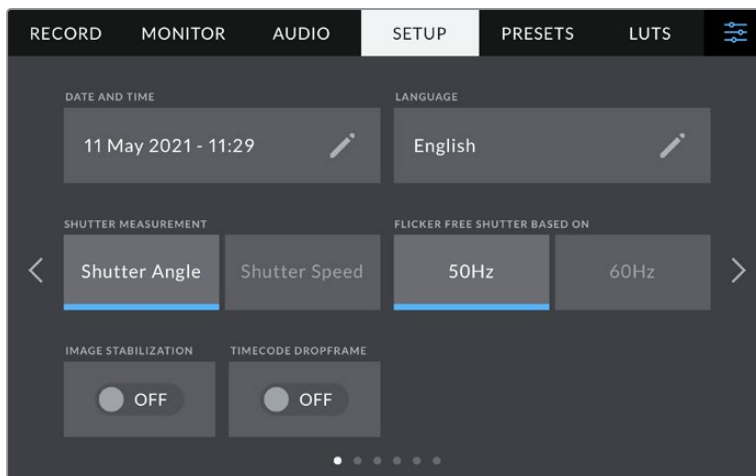 RECORD MONITOR AUDIO SETUP PRESETS LUTS
DATE AND TIME
LANGUAGE
11 May 2021 - 11:29
English
SHUTTER MEASUREMENT
FLICKER FREE SHUTTER BASED ON
Shutter Angle Shutter Speed
50Hz 60Hz
IMAGE STABILIZATION
TIMECODE DROPFRAME
OFF
OFF